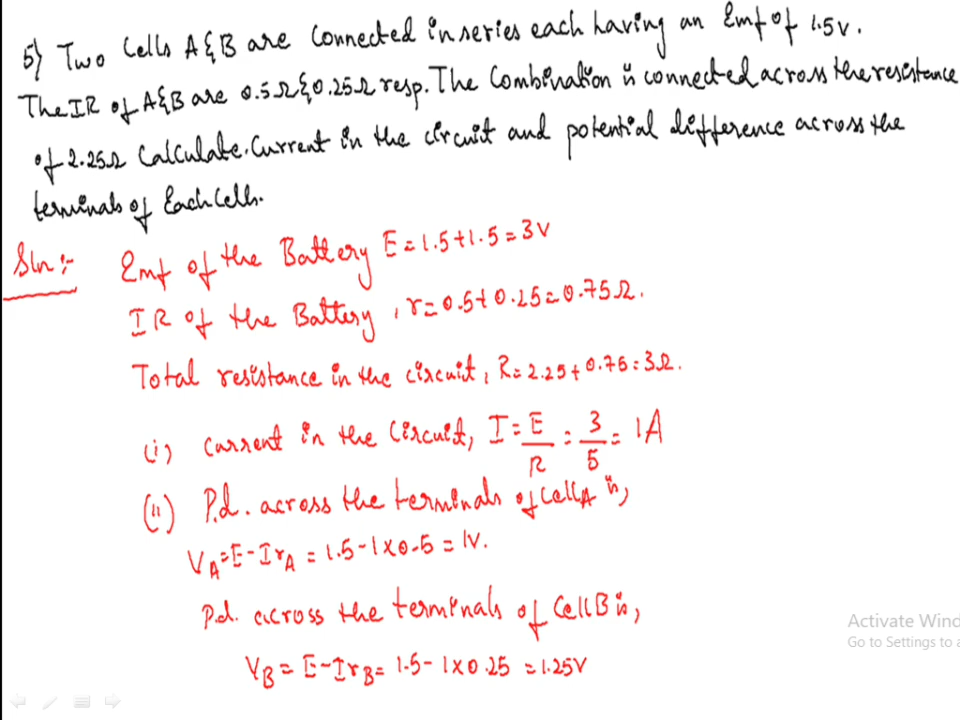 5) Two Cells A&B are Connected in series each having an Emf of 1.5V.
The IR of A&B are 0.5Ω&0.25Ω resp. The Combination is connected across the resistance
of 2.25Ω Calculate. Current in the circuit and potential difference across the
terminals of Each Cells.
Sln:- Emf of the Battery E=1.5+1.5=3V
IR of the Battery, r=0.5+0.25=0.75Ω.
Total resistance in the circuit, R=2.25+0.75=3Ω.
(i) Current in the Circuit, I=E/R=3/5=1A
(ii) P.d. across the terminals of Cell A is,
VA=E-IrA=1.5-1×0.5=1V.
P.d. across the terminals of Cell B is,
VB=E-IrB=1.5-1×0.25=1.25V
Activate Wind
Go to Settings to a